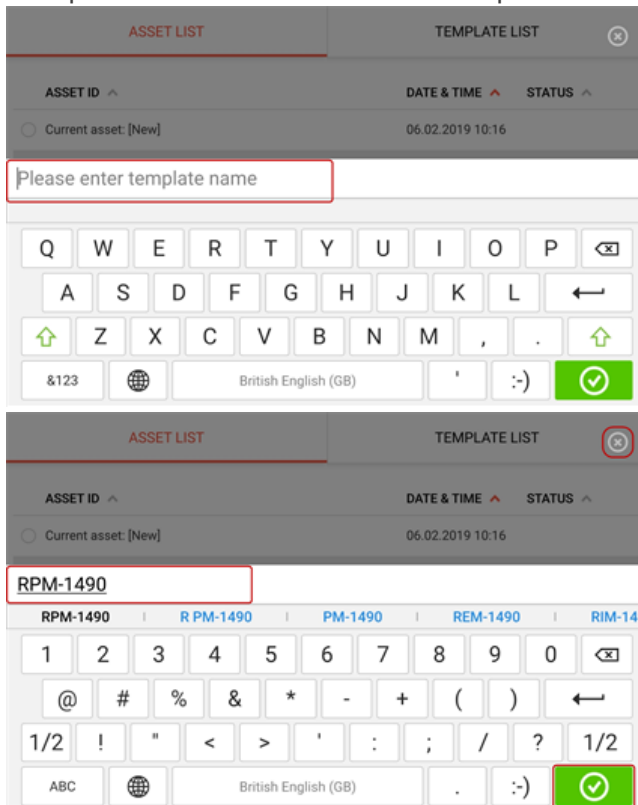 ASSET LIST TEMPLATE LIST
ASSET ID DATE & TIME STATUS
Current asset: [New] 06.02.2019 10:16
Please enter template name
Q W E R T Y U I O P
A S D F G H J K L
Z X C V B N M , .
&123 British English (GB) ' :-)
ASSET LIST TEMPLATE LIST
ASSET ID DATE & TIME STATUS
Current asset: [New] 06.02.2019 10:16
RPM-1490
RPM-1490 R PM-1490 PM-1490 REM-1490 RIM-14
1 2 3 4 5 6 7 8 9 0
@ # % & * - + ( )
1/2 ! " < > ' : ; / ? 1/2
ABC British English (GB) . :-)